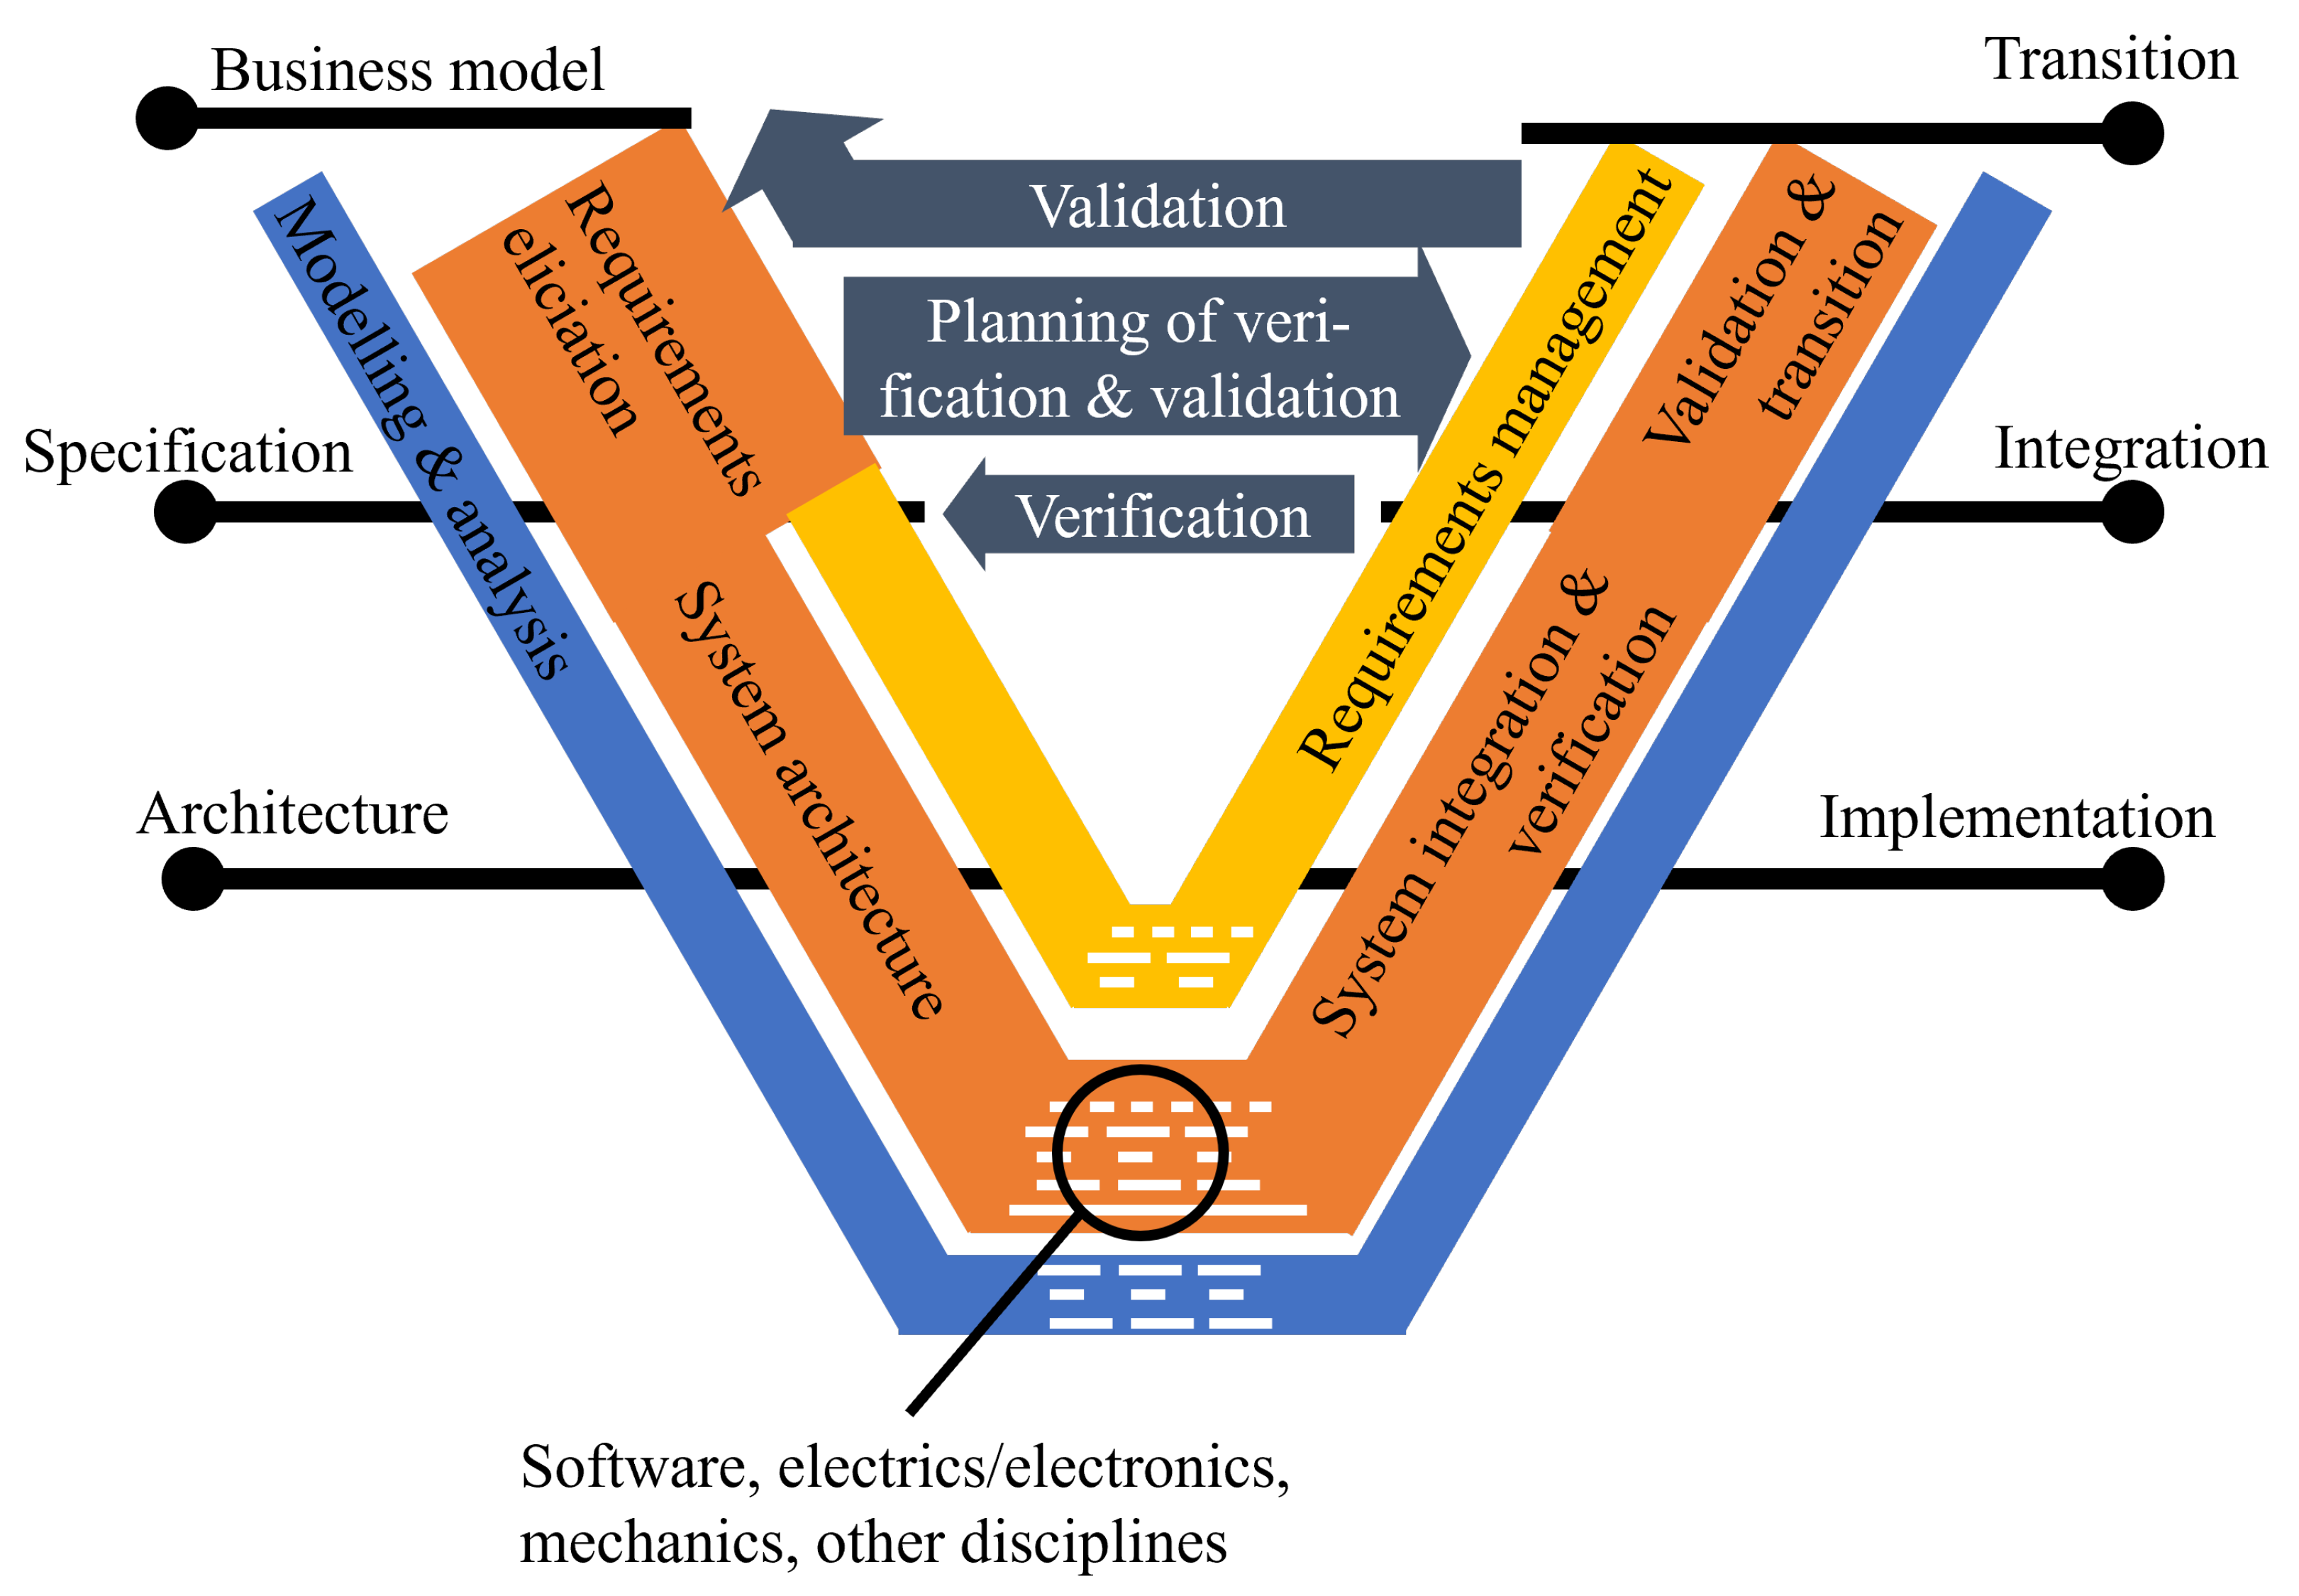 Business model
Transition
Validation
Planning of veri-
fication & validation
Verification
Specification
Integration
Architecture
Implementation
Modelling & analysis
Requirements
elicitation
System architecture
Requirements management
Validation &
transition
System integration &
verification
Software, electrics/electronics,
mechanics, other disciplines